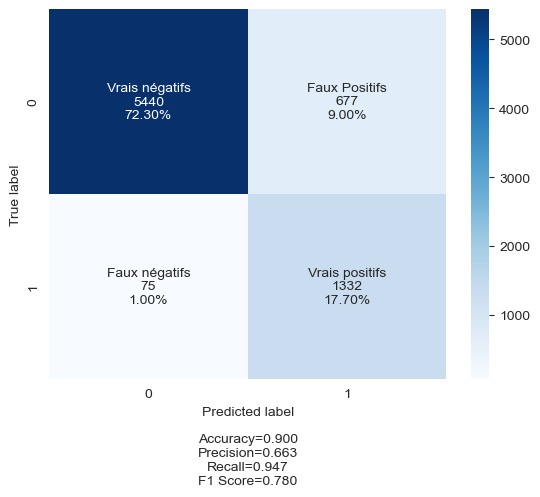 Vrais négatifs
5440
72.30%
Faux Positifs
677
9.00%
Faux négatifs
75
1.00%
Vrais positifs
1332
17.70%
0
1
True label
0
1
Predicted label
Accuracy=0.900
Precision=0.663
Recall=0.947
F1 Score=0.780
5000
4000
3000
2000
1000